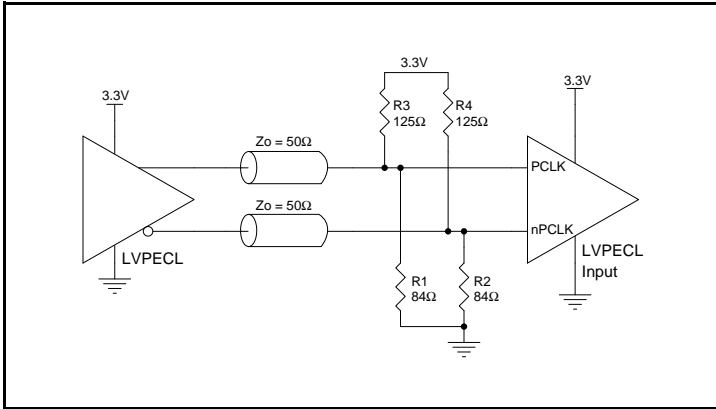 3.3V
3.3V
3.3V
R3
125Ω
R4
125Ω
Zo = 50Ω
PCLK
Zo = 50Ω
nPCLK
LVPECL
LVPECL
Input
R1
84Ω
R2
84Ω